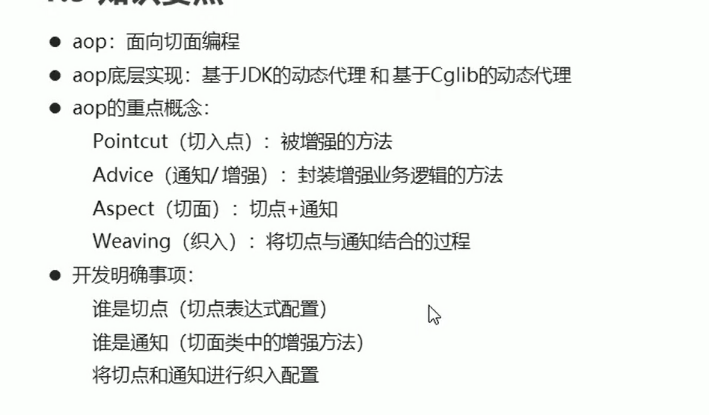 ● aop：面向切面编程
● aop底层实现：基于JDK的动态代理 和 基于Cglib的动态代理
● aop的重点概念：
Pointcut（切入点）：被增强的方法
Advice（通知/ 增强）：封装增强业务逻辑的方法
Aspect（切面）：切点+通知
Weaving（织入）：将切点与通知结合的过程
● 开发明确事项：
谁是切点（切点表达式配置）
谁是通知（切面类中的增强方法）
将切点和通知进行织入配置